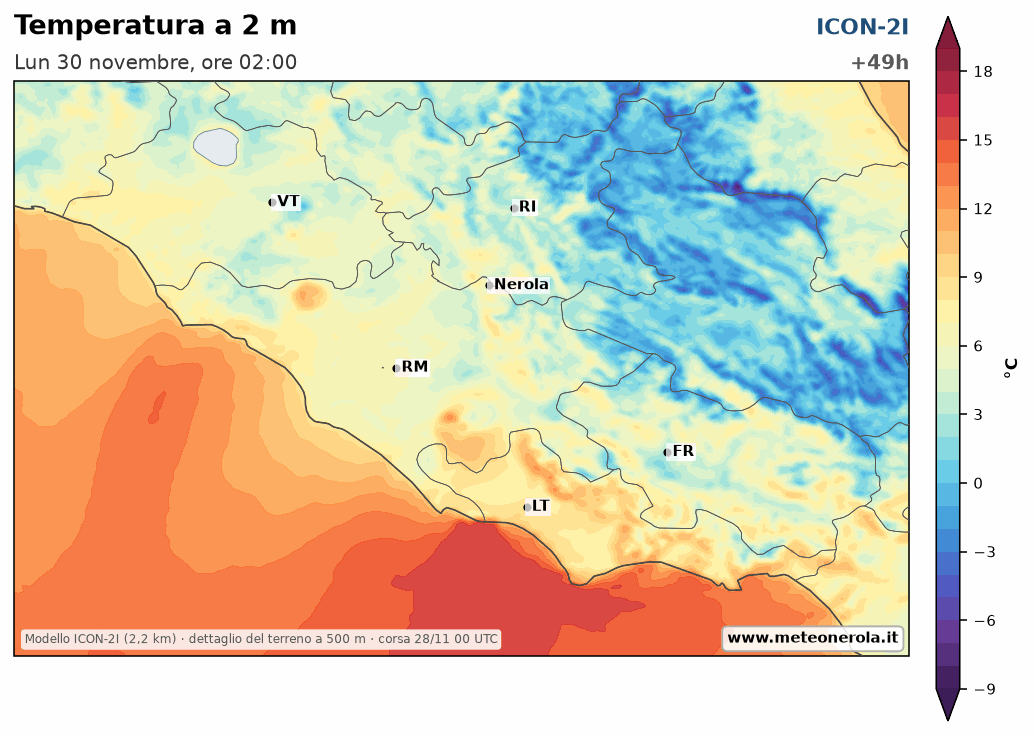 Temperatura a 2 m
ICON-2I
Lun 30 novembre, ore 02:00
+49h
18
15
12
9
6
3
0
−3
−6
−9
°C
VT
RI
Nerola
RM
FR
LT
Modello ICON-2I (2,2 km) · dettaglio del terreno a 500 m · corsa 28/11 00 UTC
www.meteonerola.it